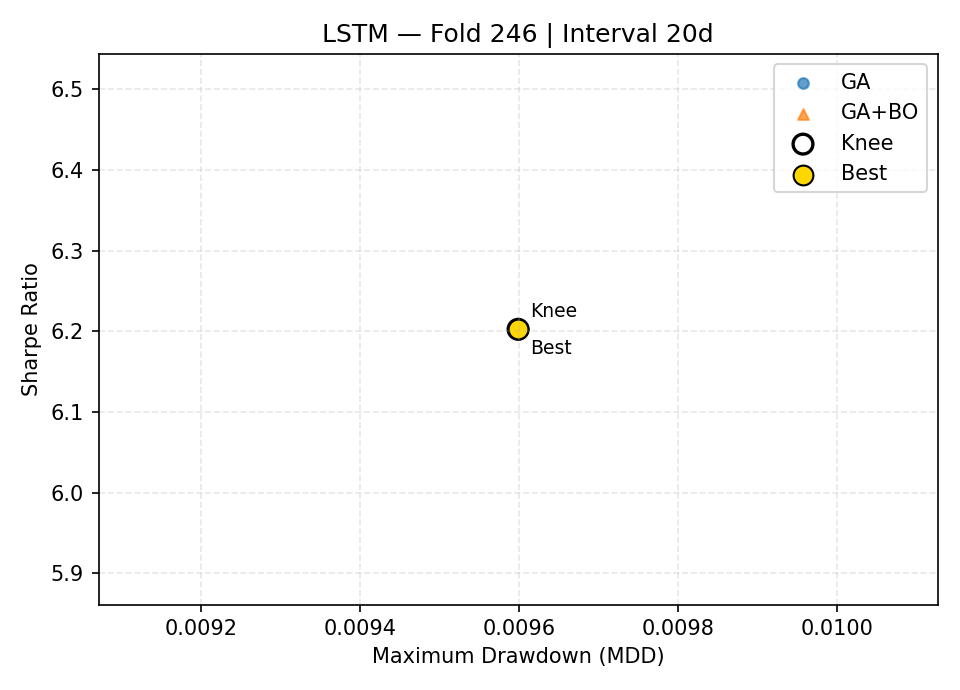 LSTM — Fold 246 | Interval 20d
GA
GA+BO
Knee
Best
6.5
6.4
6.3
6.2
6.1
6.0
5.9
Sharpe Ratio
Knee
Best
0.0092
0.0094
0.0096
0.0098
0.0100
Maximum Drawdown (MDD)